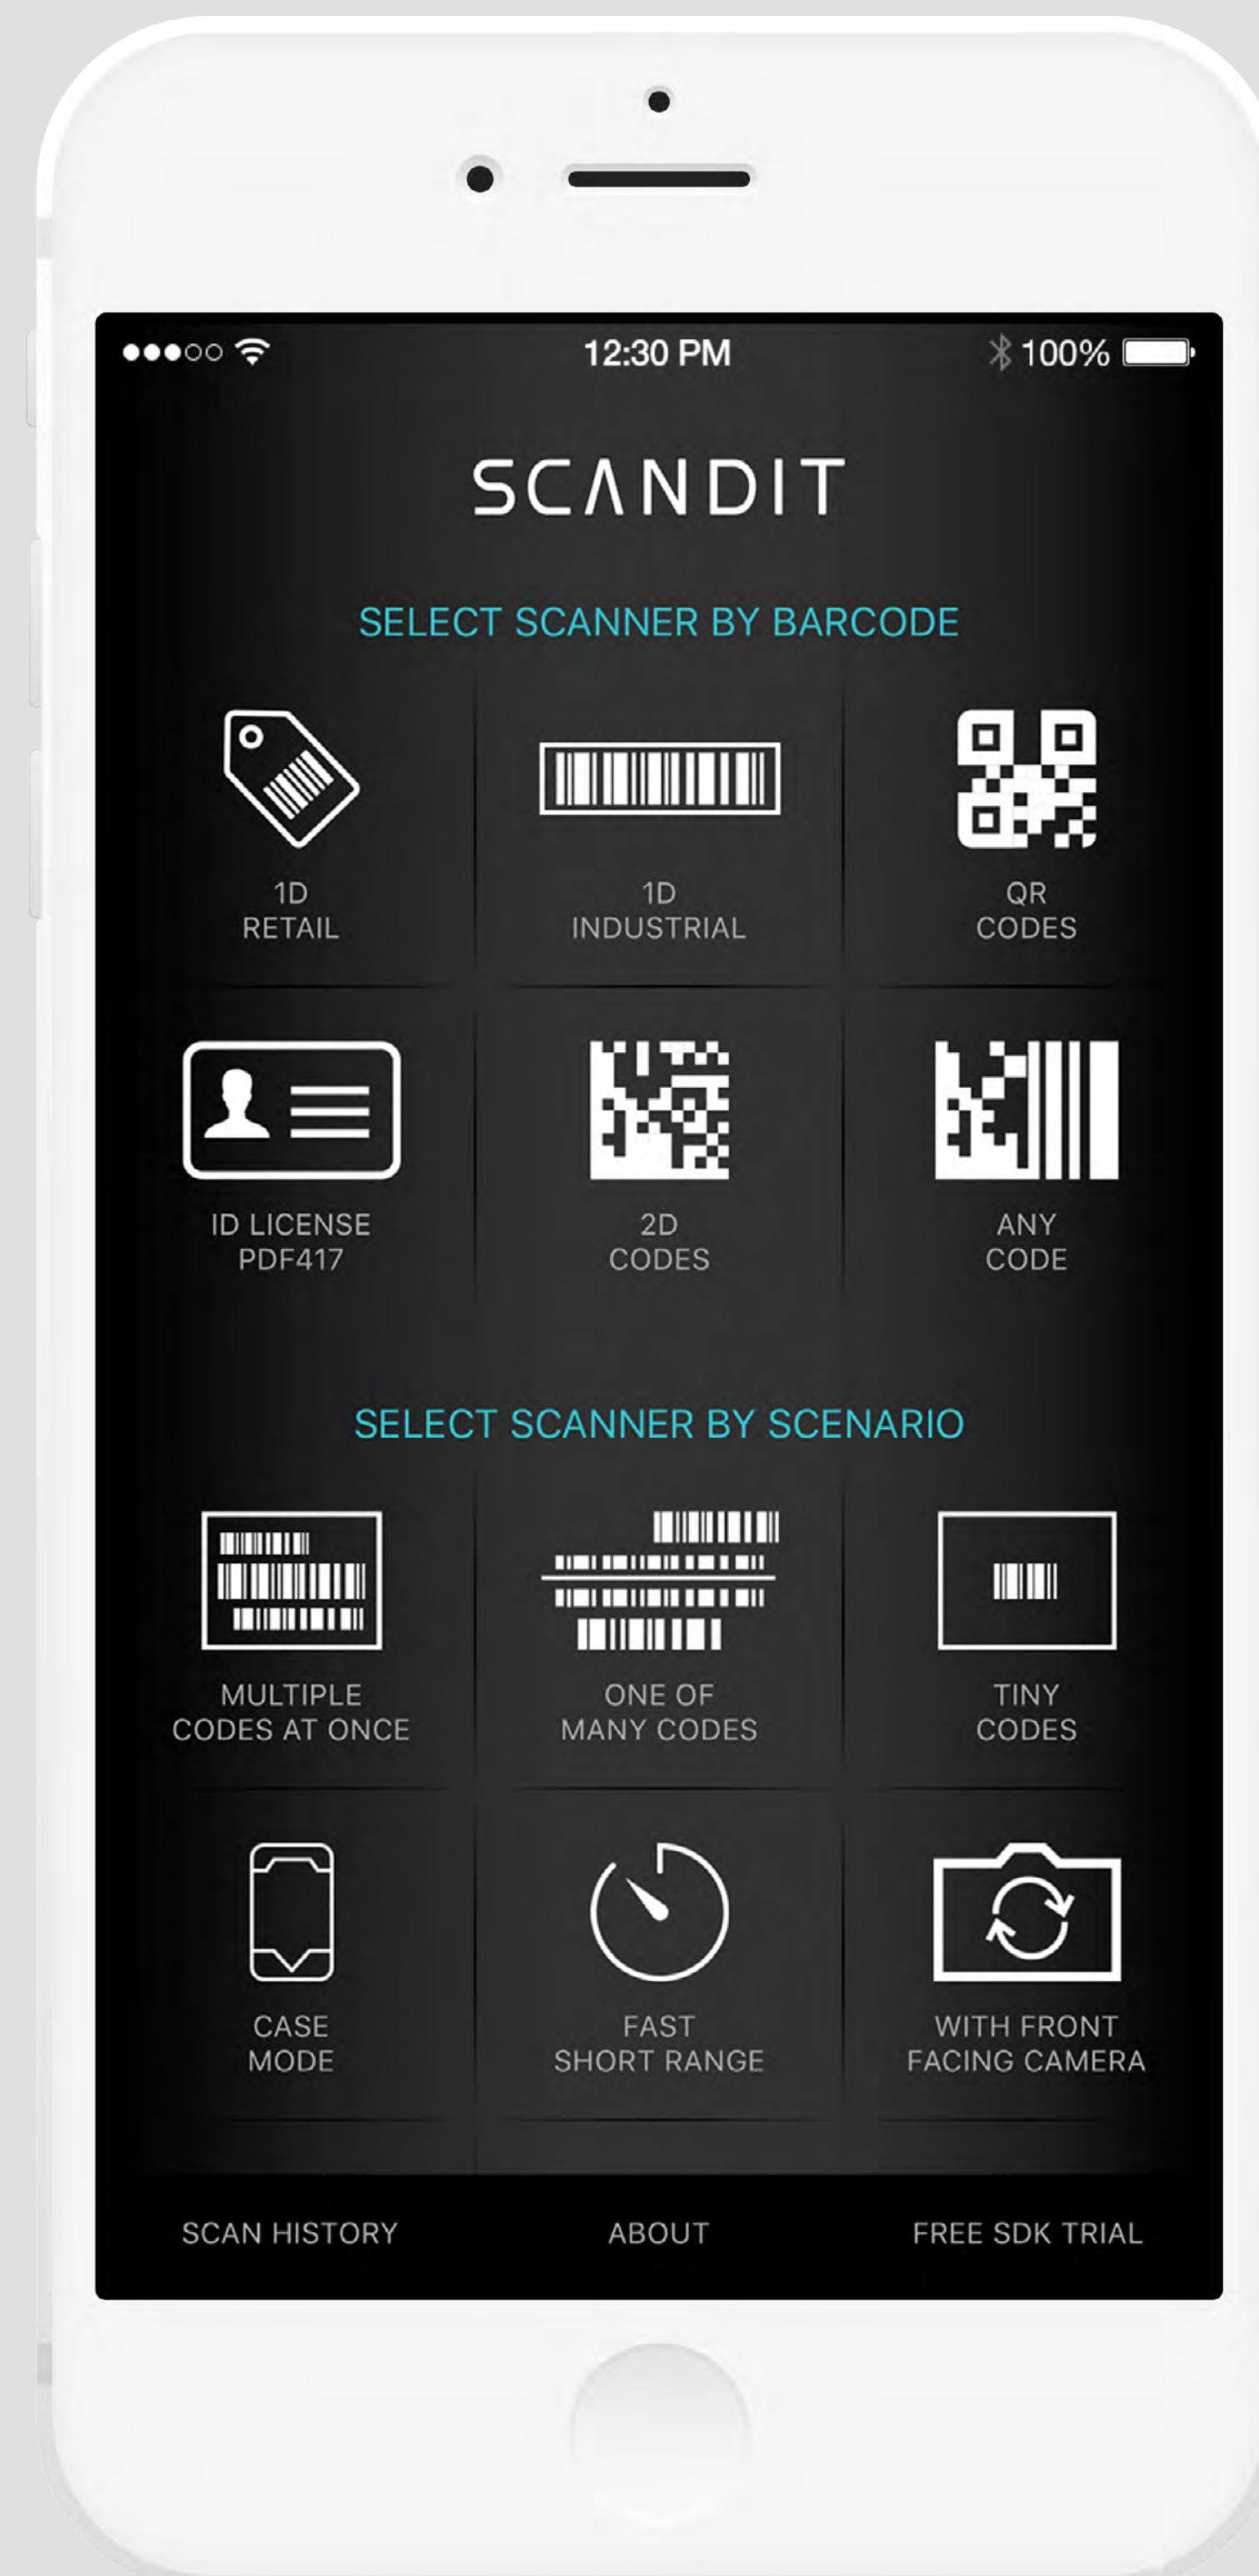 12:30 PM
100%
SCANDIT
SELECT SCANNER BY BARCODE
1D
RETAIL
1D
INDUSTRIAL
QR
CODES
ID LICENSE
PDF417
2D
CODES
ANY
CODE
SELECT SCANNER BY SCENARIO
MULTIPLE
CODES AT ONCE
ONE OF
MANY CODES
TINY
CODES
CASE
MODE
FAST
SHORT RANGE
WITH FRONT
FACING CAMERA
SCAN HISTORY
ABOUT
FREE SDK TRIAL